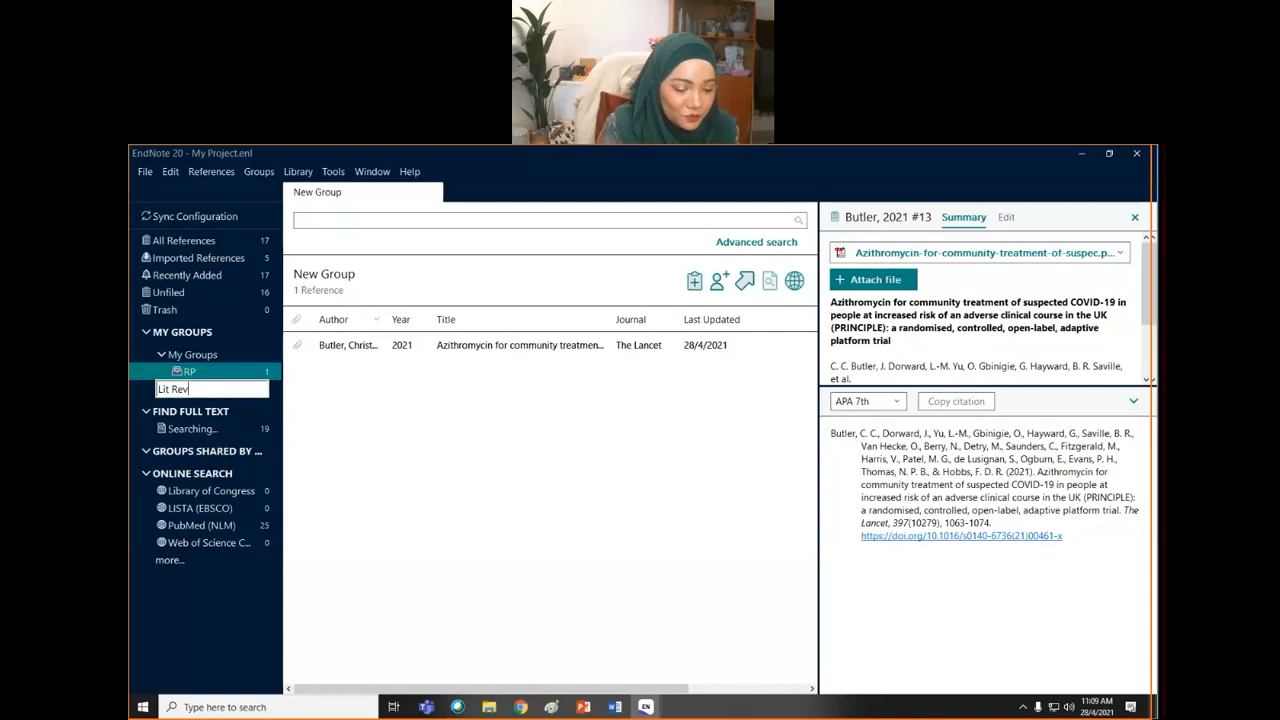 EndNote 20 - My Project.enl
File Edit References Groups Library Tools Window Help
New Group
Sync Configuration
All References 17
Imported References 5
Recently Added 17
Unfiled 16
Trash 0
MY GROUPS
My Groups
RP 1
Lit Rev
FIND FULL TEXT
Searching... 19
GROUPS SHARED BY ...
ONLINE SEARCH
Library of Congress 0
LISTA (EBSCO) 0
PubMed (NLM) 25
Web of Science C... 0
more...
Advanced search
New Group
1 Reference
Author Year Title Journal Last Updated
Butler, Christ... 2021 Azithromycin for community treatmen... The Lancet 28/4/2021
Butler, 2021 #13 Summary Edit
Azithromycin-for-community-treatment-of-suspec.p...
+ Attach file
Azithromycin for community treatment of suspected COVID-19 in
people at increased risk of an adverse clinical course in the UK
(PRINCIPLE): a randomised, controlled, open-label, adaptive
platform trial
C. C. Butler, J. Dorward, L.-M. Yu, O. Gbinigie, G. Hayward, B. R. Saville,
et al.
APA 7th Copy citation
Butler, C. C., Dorward, J., Yu, L.-M., Gbinigie, O., Hayward, G., Saville, B. R.,
Van Hecke, O., Berry, N., Detry, M., Saunders, C., Fitzgerald, M.,
Harris, V., Patel, M. G., de Lusignan, S., Ogburn, E., Evans, P. H.,
Thomas, N. P. B., & Hobbs, F. D. R. (2021). Azithromycin for
community treatment of suspected COVID-19 in people at
increased risk of an adverse clinical course in the UK (PRINCIPLE):
a randomised, controlled, open-label, adaptive platform trial. The
Lancet, 397(10279), 1063-1074.
https://doi.org/10.1016/s0140-6736(21)00461-x
Type here to search
EN
11:09 AM
28/4/2021